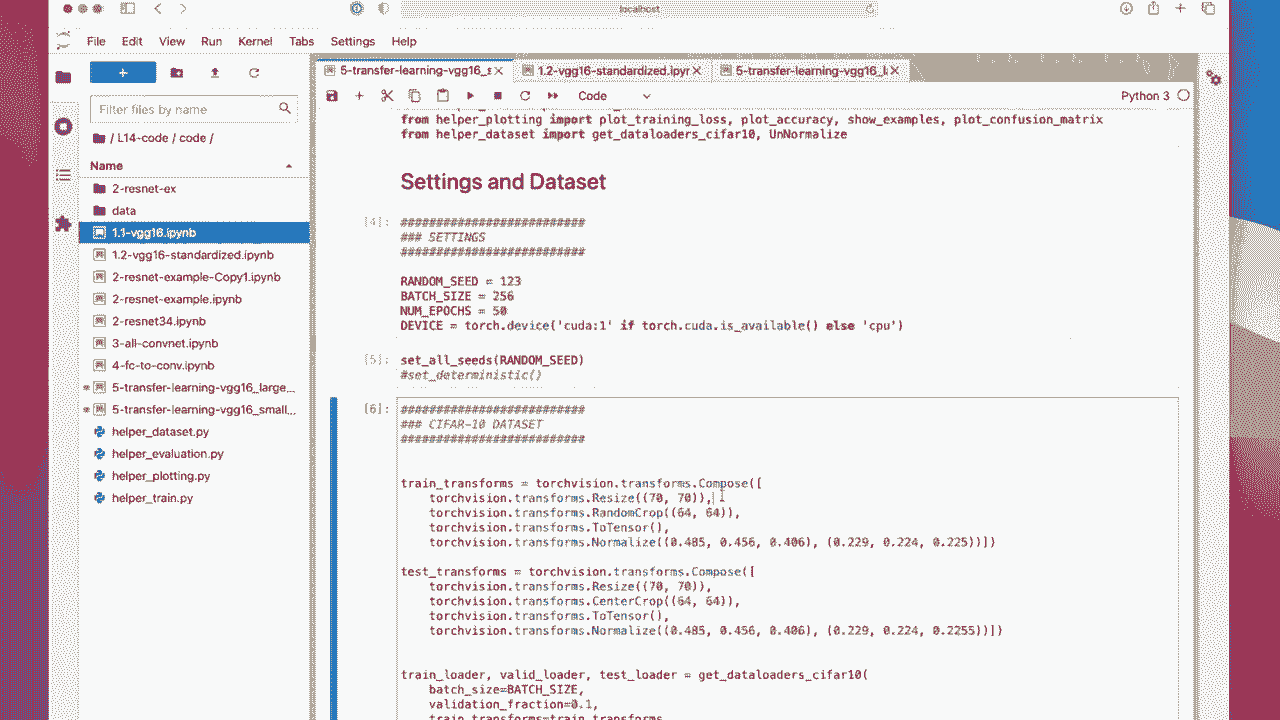 localhost
File Edit View Run Kernel Tabs Settings Help
5-transfer-learning-vgg16_s
1.2-vgg16-standardized.ipyr
5-transfer-learning-vgg16_l
Code
Python 3
Filter files by name
/ L14-code / code /
Name
2-resnet-ex
data
1.1-vgg16.ipynb
1.2-vgg16-standardized.ipynb
2-resnet-example-Copy1.ipynb
2-resnet-example.ipynb
2-resnet34.ipynb
3-all-convnet.ipynb
4-fc-to-conv.ipynb
5-transfer-learning-vgg16_large_...
5-transfer-learning-vgg16_small_...
helper_dataset.py
helper_evaluation.py
helper_plotting.py
helper_train.py
from helper_plotting import plot_training_loss, plot_accuracy, show_examples, plot_confusion_matrix
from helper_dataset import get_dataloaders_cifar10, UnNormalize
Settings and Dataset
[4]: ##########################
### SETTINGS
##########################
RANDOM_SEED = 123
BATCH_SIZE = 256
NUM_EPOCHS = 50
DEVICE = torch.device('cuda:1' if torch.cuda.is_available() else 'cpu')
[5]: set_all_seeds(RANDOM_SEED)
#set_deterministic()
[6]: ##########################
### CIFAR-10 DATASET
##########################
train_transforms = torchvision.transforms.Compose([
torchvision.transforms.Resize((70, 70)),
torchvision.transforms.RandomCrop((64, 64)),
torchvision.transforms.ToTensor(),
torchvision.transforms.Normalize((0.485, 0.456, 0.406), (0.229, 0.224, 0.225))])
test_transforms = torchvision.transforms.Compose([
torchvision.transforms.Resize((70, 70)),
torchvision.transforms.CenterCrop((64, 64)),
torchvision.transforms.ToTensor(),
torchvision.transforms.Normalize((0.485, 0.456, 0.406), (0.229, 0.224, 0.2255))])
train_loader, valid_loader, test_loader = get_dataloaders_cifar10(
batch_size=BATCH_SIZE,
validation_fraction=0.1,
train_transforms=train_transforms